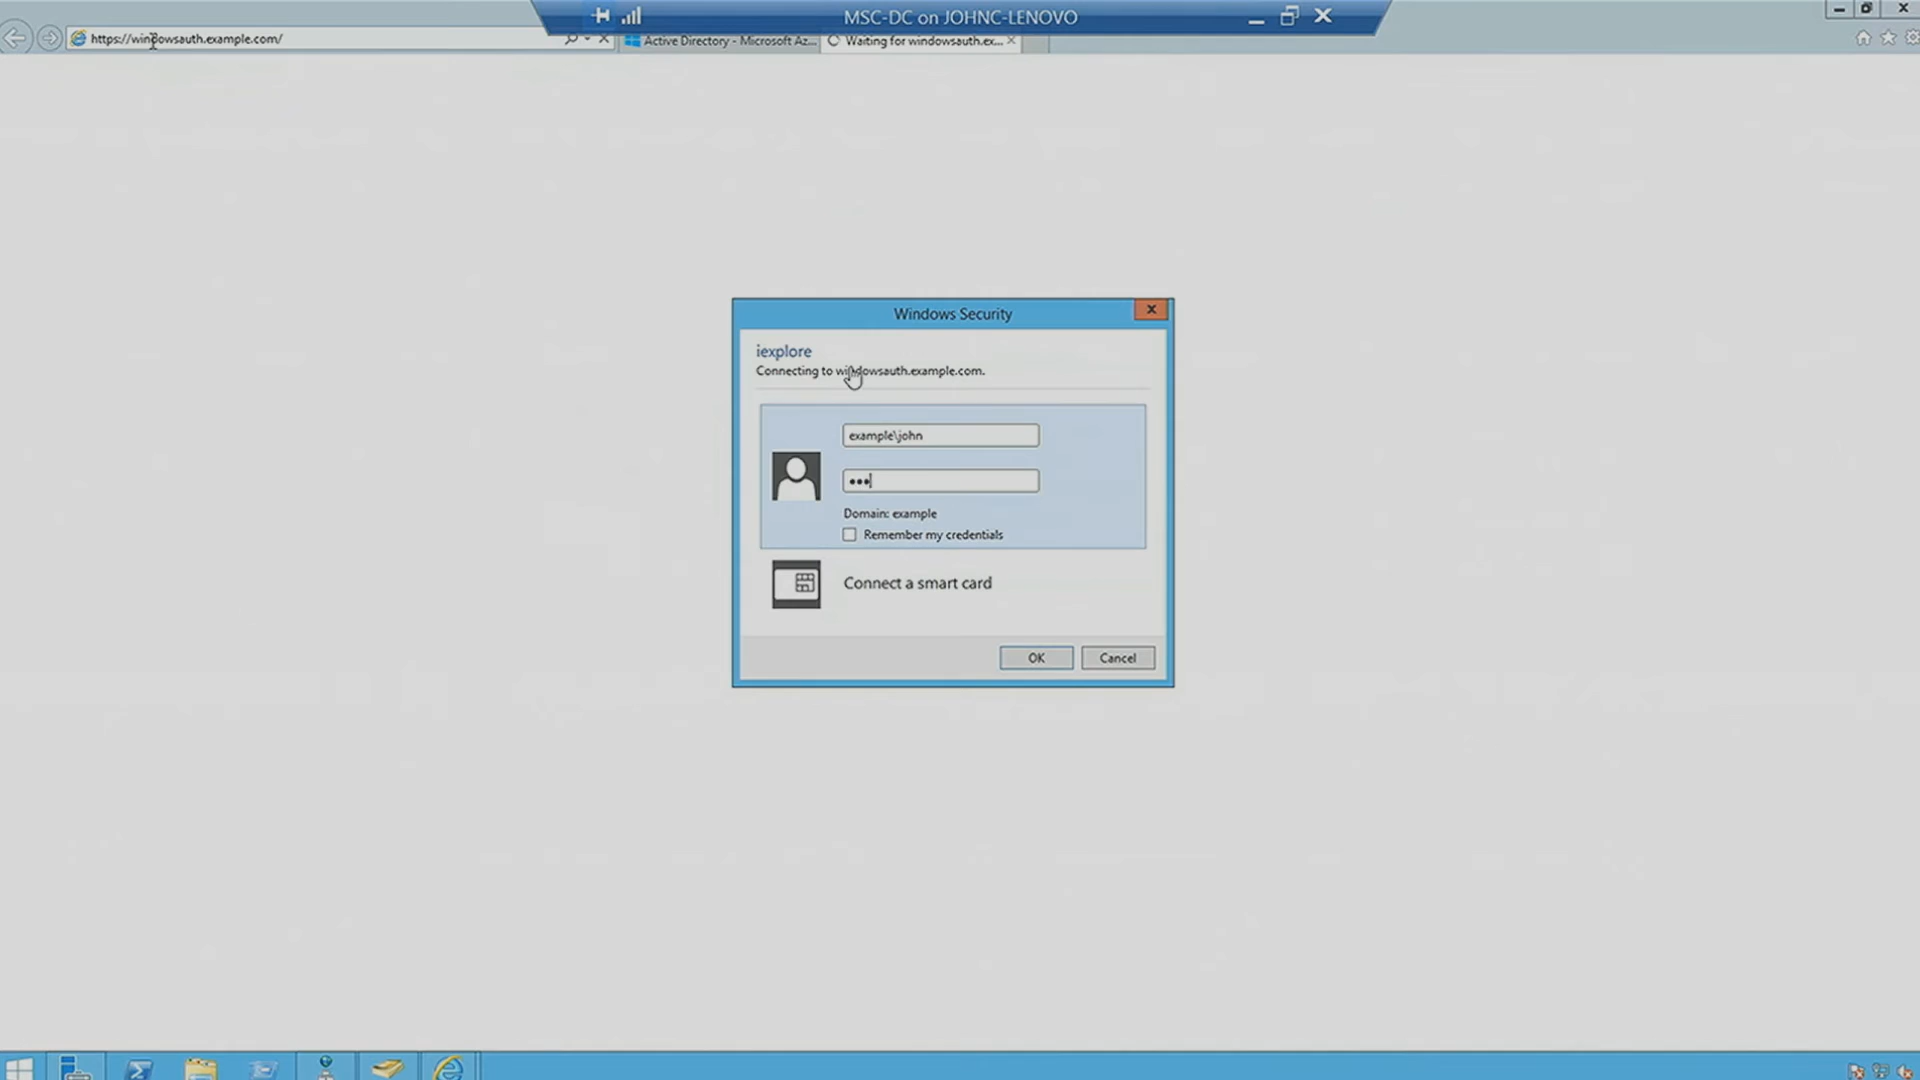 MSC-DC on JOHNC-LENOVO
https://windowsauth.example.com/
Active Directory - Microsoft Az...
Waiting for windowsauth.ex...
Windows Security
iexplore
Connecting to windowsauth.example.com.
example\john
•••
Domain: example
Remember my credentials
Connect a smart card
OK
Cancel